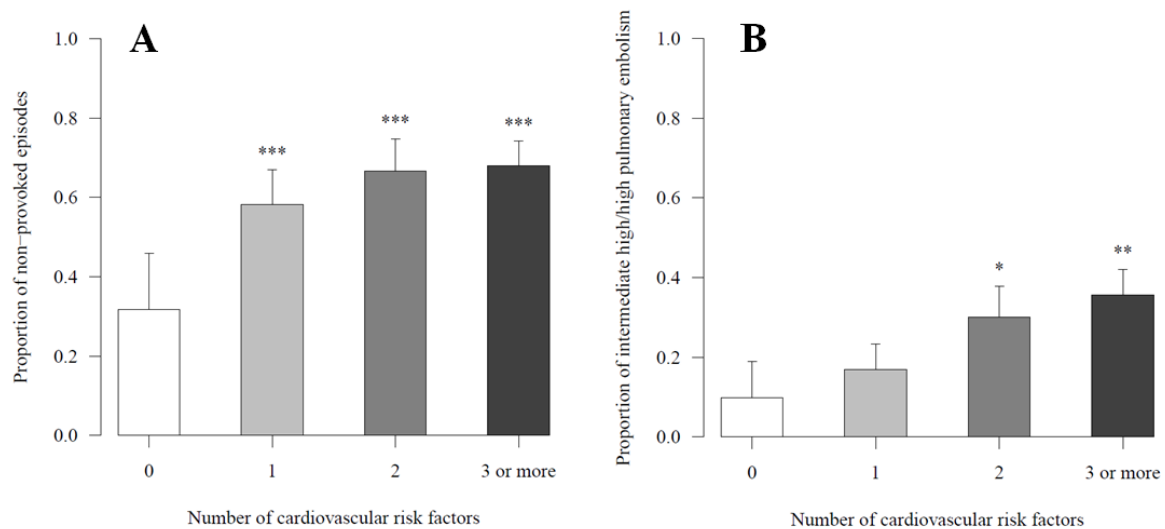 A
Proportion of non−provoked episodes
1.0
0.8
0.6
0.4
0.2
0.0
***
***
***
0
1
2
3 or more
Number of cardiovascular risk factors
B
Proportion of intermediate high/high pulmonary embolism
1.0
0.8
0.6
0.4
0.2
0.0
*
**
0
1
2
3 or more
Number of cardiovascular risk factors